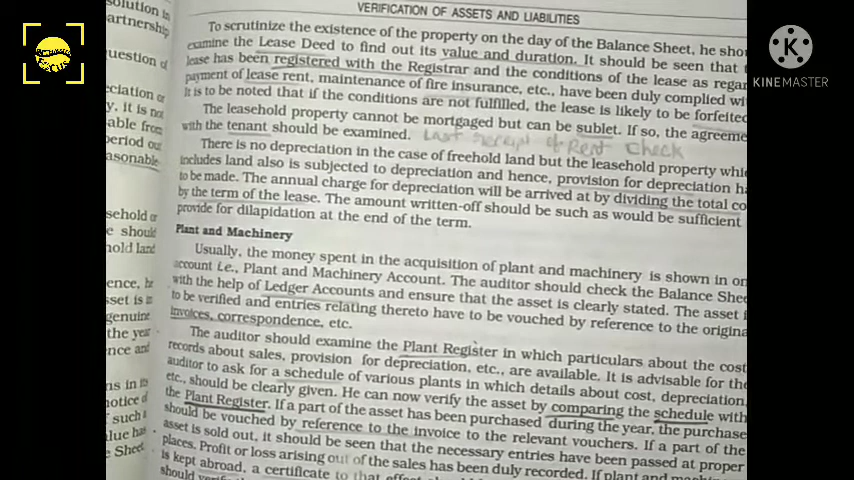 VERIFICATION OF ASSETS AND LIABILITIES
To scrutinize the existence of the property on the day of the Balance Sheet, he
examine the Lease Deed to find out its value and duration. It should be seen that
lease has been registered with the Registrar and the conditions of the lease as
payment of lease rent, maintenance of fire insurance, etc., have been duly complied
It is to be noted that if the conditions are not fulfilled, the lease is likely to be forfeited
The leasehold property cannot be mortgaged but can be sublet. If so, the
with the tenant should be examined. Last receipt of Rent Check
There is no depreciation in the case of freehold land but the leasehold property
includes land also is subjected to depreciation and hence, provision for depreciation
to be made. The annual charge for depreciation will be arrived at by dividing the total
by the term of the lease. The amount written-off should be such as would be sufficient
provide for dilapidation at the end of the term.
Plant and Machinery
Usually, the money spent in the acquisition of plant and machinery is shown in
account i.e., Plant and Machinery Account. The auditor should check the Balance
with the help of Ledger Accounts and ensure that the asset is clearly stated. The asset
to be verified and entries relating thereto have to be vouched by reference to the
invoices, correspondence, etc.
The auditor should examine the Plant Register in which particulars about the cost
records about sales, provision for depreciation, etc., are available. It is advisable for the
auditor to ask for a schedule of various plants in which details about cost, depreciation,
etc., should be clearly given. He can now verify the asset by comparing the schedule with
the Plant Register. If a part of the asset has been purchased during the year, the purchase
should be vouched by reference to the invoice to the relevant vouchers. If a part of the
asset is sold out, it should be seen that the necessary entries have been passed at proper
places. Profit or loss arising out of the sales has been duly recorded. If plant and
is kept abroad, a certificate to that effect
KINEMASTER